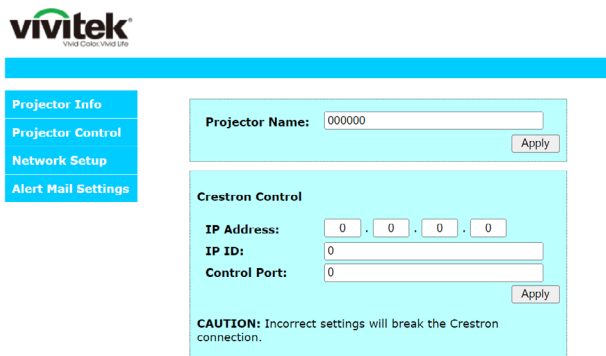 vivitek®
Vivid Color, Vivid Life
Projector Info
Projector Control
Network Setup
Alert Mail Settings
Projector Name: 000000
Apply
Crestron Control
IP Address: 0 . 0 . 0 . 0
IP ID: 0
Control Port: 0
Apply
CAUTION: Incorrect settings will break the Crestron
connection.